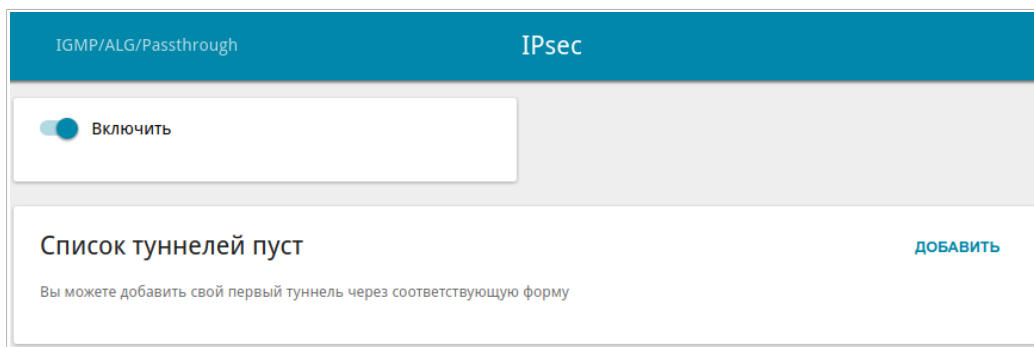 IGMP/ALG/Passthrough
IPsec
Включить
Список туннелей пуст
ДОБАВИТЬ
Вы можете добавить свой первый туннель через соответствующую форму